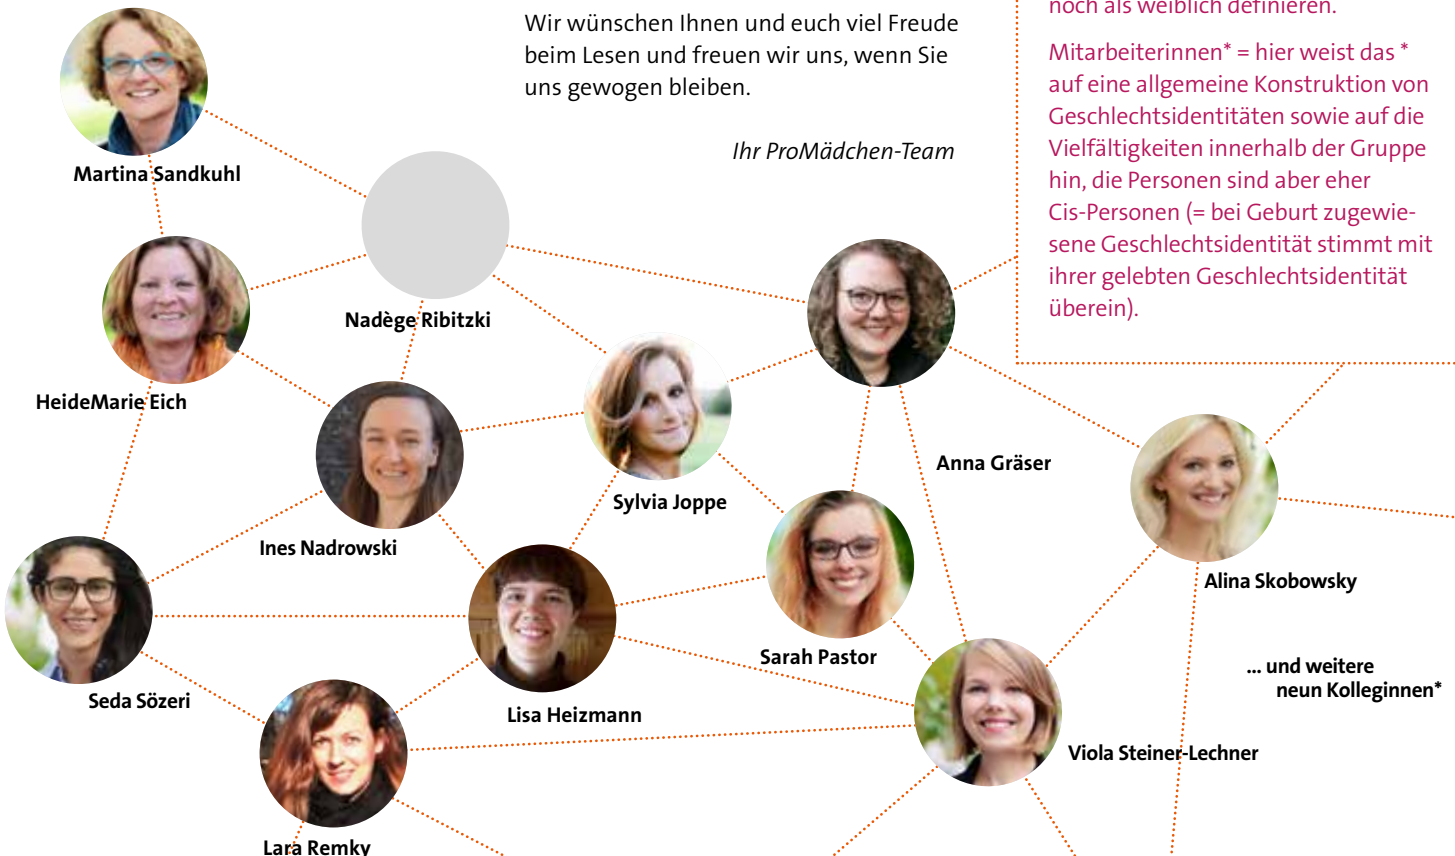 Wir wünschen Ihnen und euch viel Freude
beim Lesen und freuen wir uns, wenn Sie
uns gewogen bleiben.
Ihr ProMädchen-Team
noch als weiblich definieren.
Mitarbeiterinnen* = hier weist das *
auf eine allgemeine Konstruktion von
Geschlechtsidentitäten sowie auf die
Vielfältigkeiten innerhalb der Gruppe
hin, die Personen sind aber eher
Cis-Personen (= bei Geburt zugewie-
sene Geschlechtsidentität stimmt mit
ihrer gelebten Geschlechtsidentität
überein).
Martina Sandkuhl
Nadège Ribitzki
HeideMarie Eich
Anna Gräser
Sylvia Joppe
Ines Nadrowski
Alina Skobowsky
Sarah Pastor
... und weitere
neun Kolleginnen*
Seda Sözeri
Lisa Heizmann
Viola Steiner-Lechner
Lara Remky